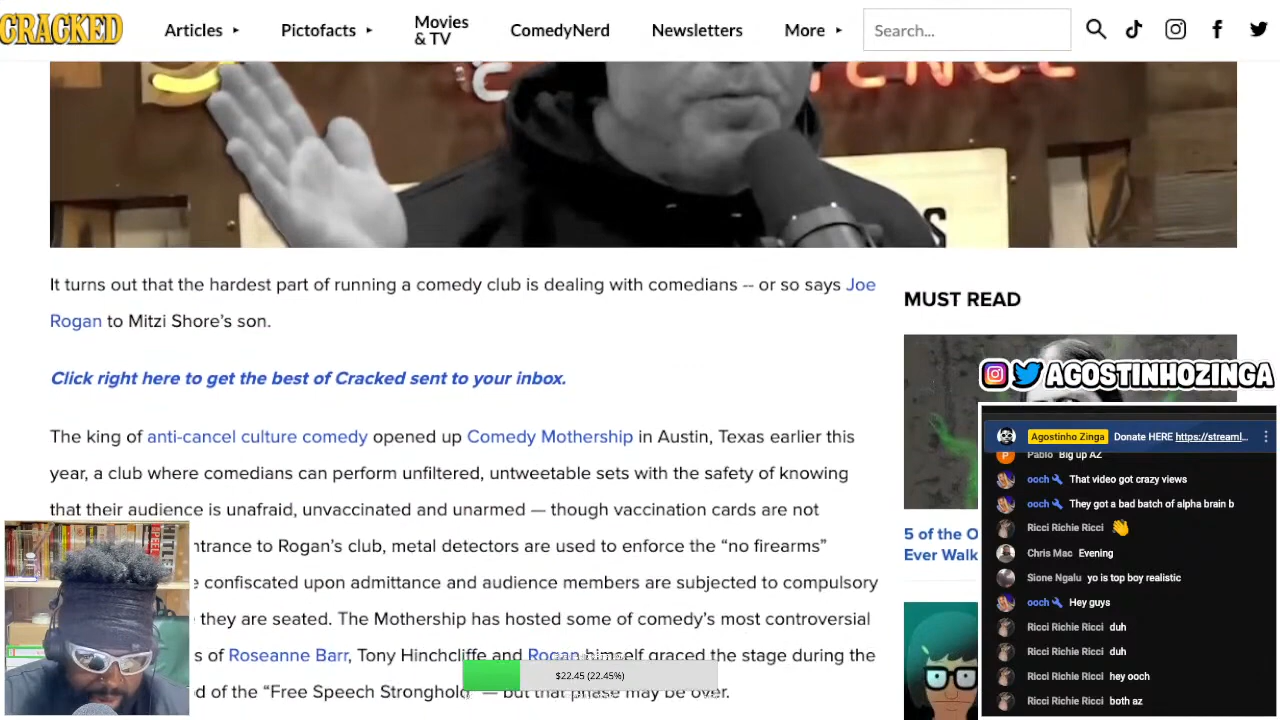 CRACKED
Articles
Pictofacts
Movies & TV
ComedyNerd
Newsletters
More
Search...
ENCE
S
It turns out that the hardest part of running a comedy club is dealing with comedians -- or so says Joe
Rogan to Mitzi Shore's son.
Click right here to get the best of Cracked sent to your inbox.
The king of anti-cancel culture comedy opened up Comedy Mothership in Austin, Texas earlier this
year, a club where comedians can perform unfiltered, untweetable sets with the safety of knowing
that their audience is unafraid, unvaccinated and unarmed — though vaccination cards are not
ntrance to Rogan's club, metal detectors are used to enforce the “no firearms”
e confiscated upon admittance and audience members are subjected to compulsory
they are seated. The Mothership has hosted some of comedy's most controversial
s of Roseanne Barr, Tony Hinchcliffe and Rogan himself graced the stage during the
d of the “Free Speech Stronghold” — but that phrase may be over.
$22.45 (22.45%)
MUST READ
5 of the O
Ever Walk
AGOSTINHOZINGA
Agostinho Zinga Donate HERE https://streaml...
P Pablo Big up AZ
ooch That video got crazy views
ooch They got a bad batch of alpha brain b
Ricci Richie Ricci 👋
Chris Mac Evening
Sione Ngalu yo is top boy realistic
ooch Hey guys
Ricci Richie Ricci duh
Ricci Richie Ricci duh
Ricci Richie Ricci hey ooch
Ricci Richie Ricci both az